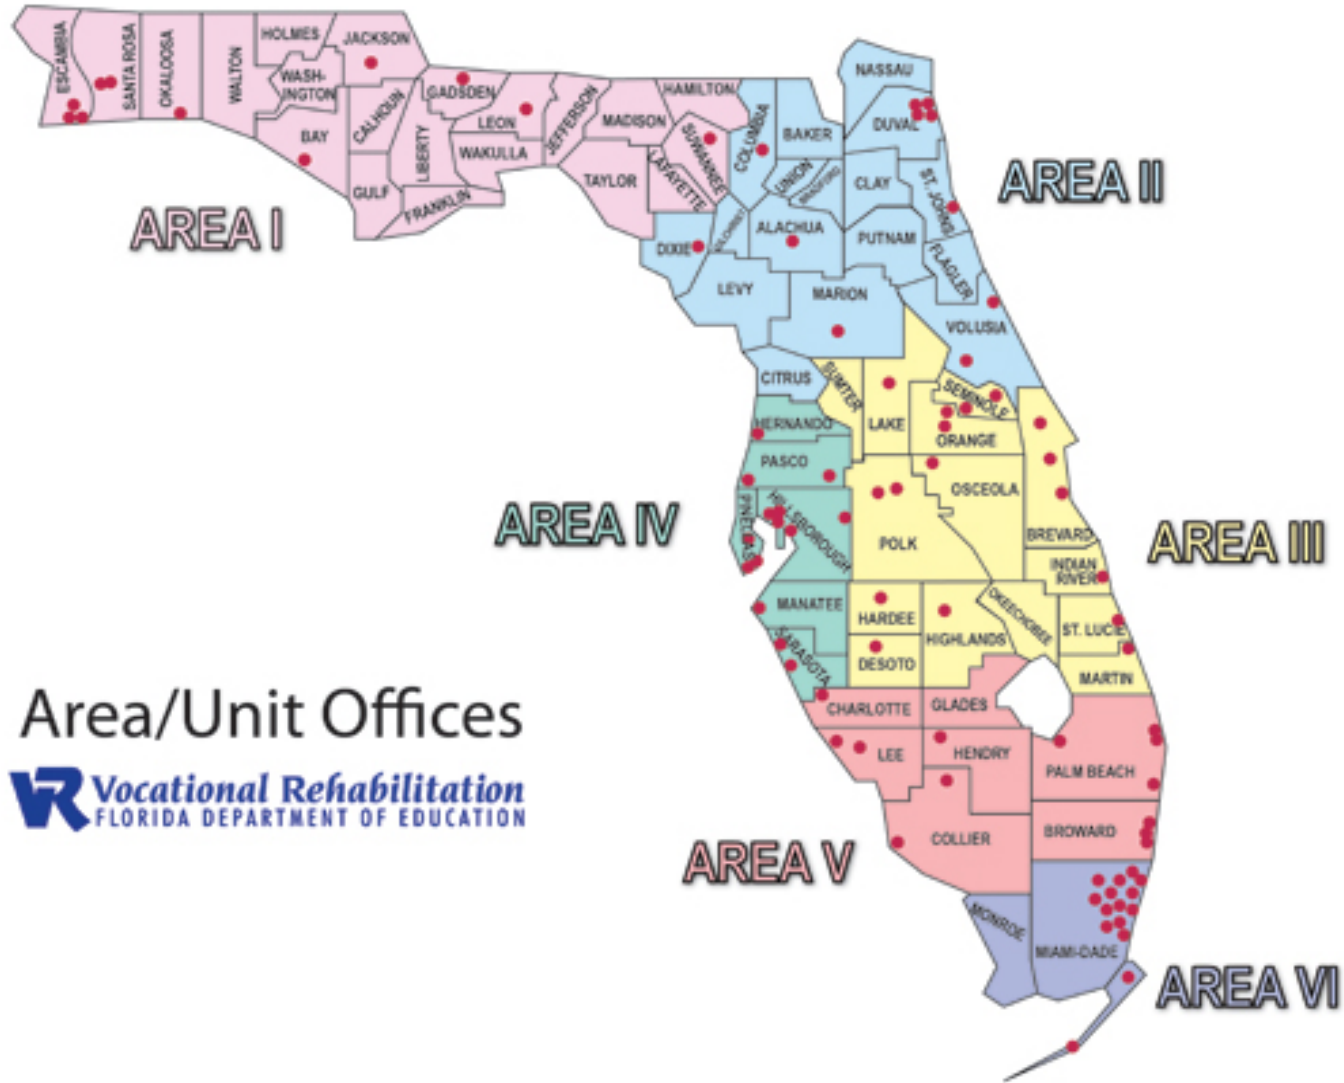 ESCAMBIA
SANTA ROSA
OKALOOSA
WALTON
HOLMES
WASH-
INGTON
JACKSON
BAY
CALHOUN
GULF
GADSDEN
LIBERTY
LEON
WAKULLA
FRANKLIN
JEFFERSON
MADISON
TAYLOR
HAMILTON
SUWANNEE
LAFAYETTE
AREA I
NASSAU
DUVAL
COLUMBIA
BAKER
UNION
BRADFORD
CLAY
ST. JOHNS
DIXIE
GILCHRIST
ALACHUA
PUTNAM
FLAGLER
LEVY
MARION
VOLUSIA
CITRUS
AREA II
SUMTER
LAKE
SEMINOLE
ORANGE
OSCEOLA
POLK
BREVARD
INDIAN
RIVER
HARDEE
HIGHLANDS
OKEECHOBEE
ST. LUCIE
DESOTO
MARTIN
AREA III
HERNANDO
PASCO
PINELLAS
HILLSBOROUGH
MANATEE
SARASOTA
AREA IV
CHARLOTTE
GLADES
LEE
HENDRY
PALM BEACH
COLLIER
BROWARD
AREA V
MONROE
MIAMI-DADE
AREA VI
Area/Unit Offices
VR Vocational Rehabilitation
FLORIDA DEPARTMENT OF EDUCATION